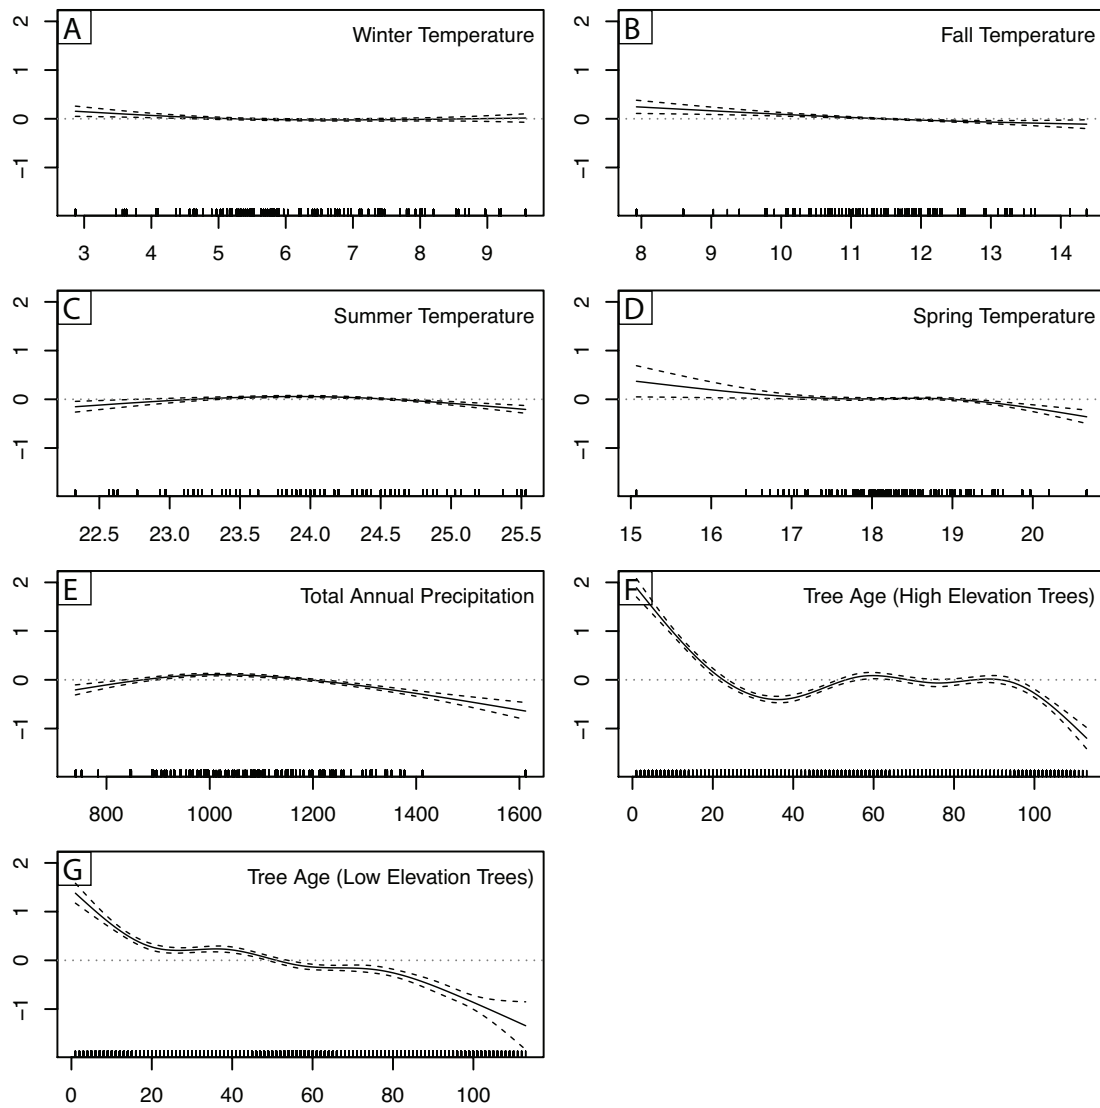 A
Winter Temperature
2
1
0
−1
3 4 5 6 7 8 9
B
Fall Temperature
2
1
0
−1
8 9 10 11 12 13 14
C
Summer Temperature
2
1
0
−1
22.5 23.0 23.5 24.0 24.5 25.0 25.5
D
Spring Temperature
2
1
0
−1
15 16 17 18 19 20
E
Total Annual Precipitation
2
1
0
−1
800 1000 1200 1400 1600
F
Tree Age (High Elevation Trees)
2
1
0
−1
0 20 40 60 80 100
G
Tree Age (Low Elevation Trees)
2
1
0
−1
0 20 40 60 80 100